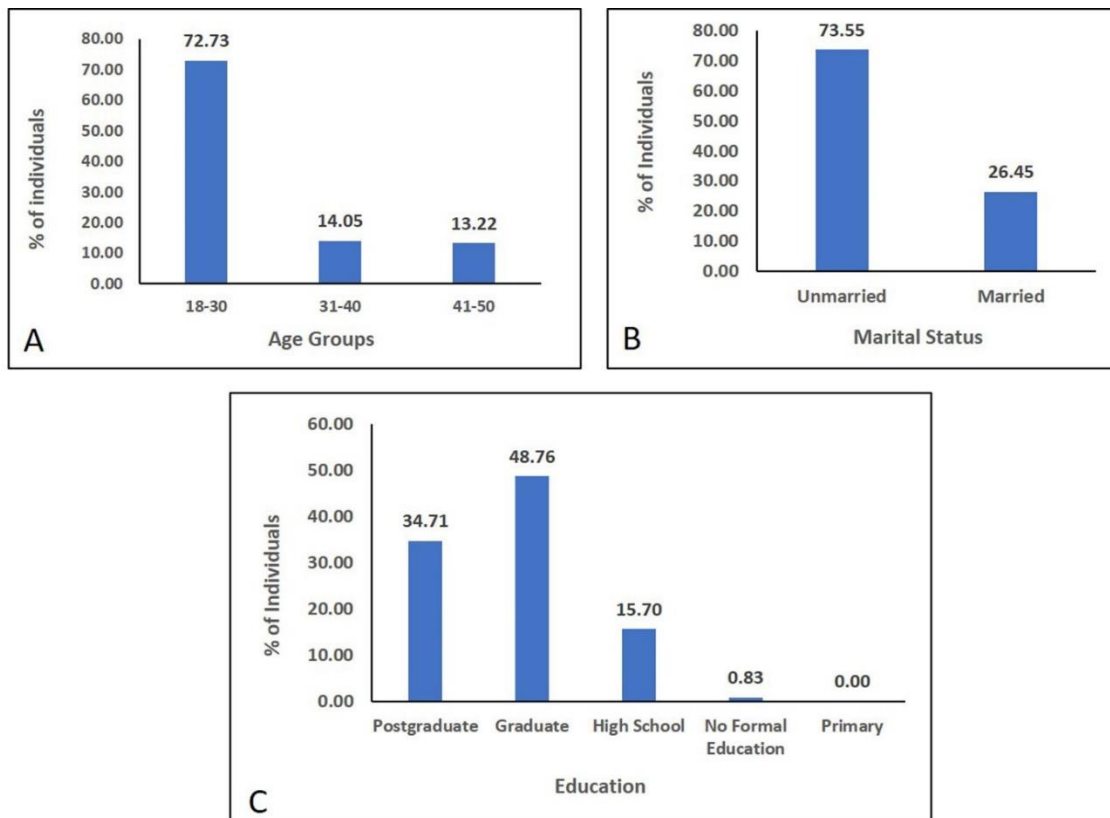 80.00
70.00
60.00
50.00
40.00
30.00
20.00
10.00
0.00
% of individuals
72.73
14.05
13.22
18-30
31-40
41-50
Age Groups
A
80.00
70.00
60.00
50.00
40.00
30.00
20.00
10.00
0.00
% of Individuals
73.55
26.45
Unmarried
Married
Marital Status
B
60.00
50.00
40.00
30.00
20.00
10.00
0.00
% of Individuals
34.71
48.76
15.70
0.83
0.00
Postgraduate
Graduate
High School
No Formal
Education
Primary
Education
C